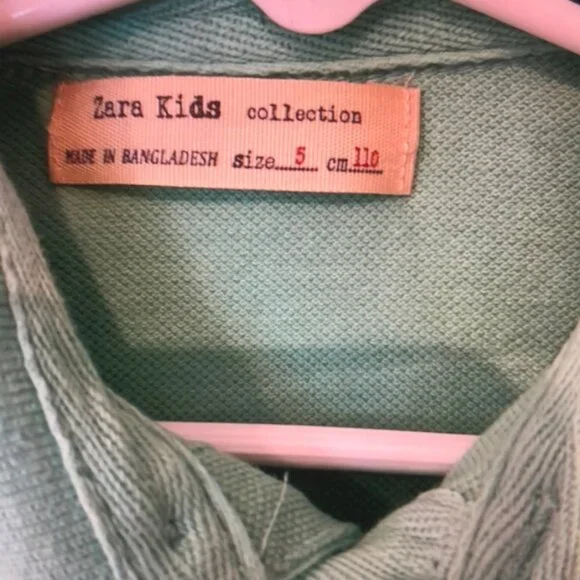 Zara Kids collection
MADE IN BANGLADESH size 5 cm 110